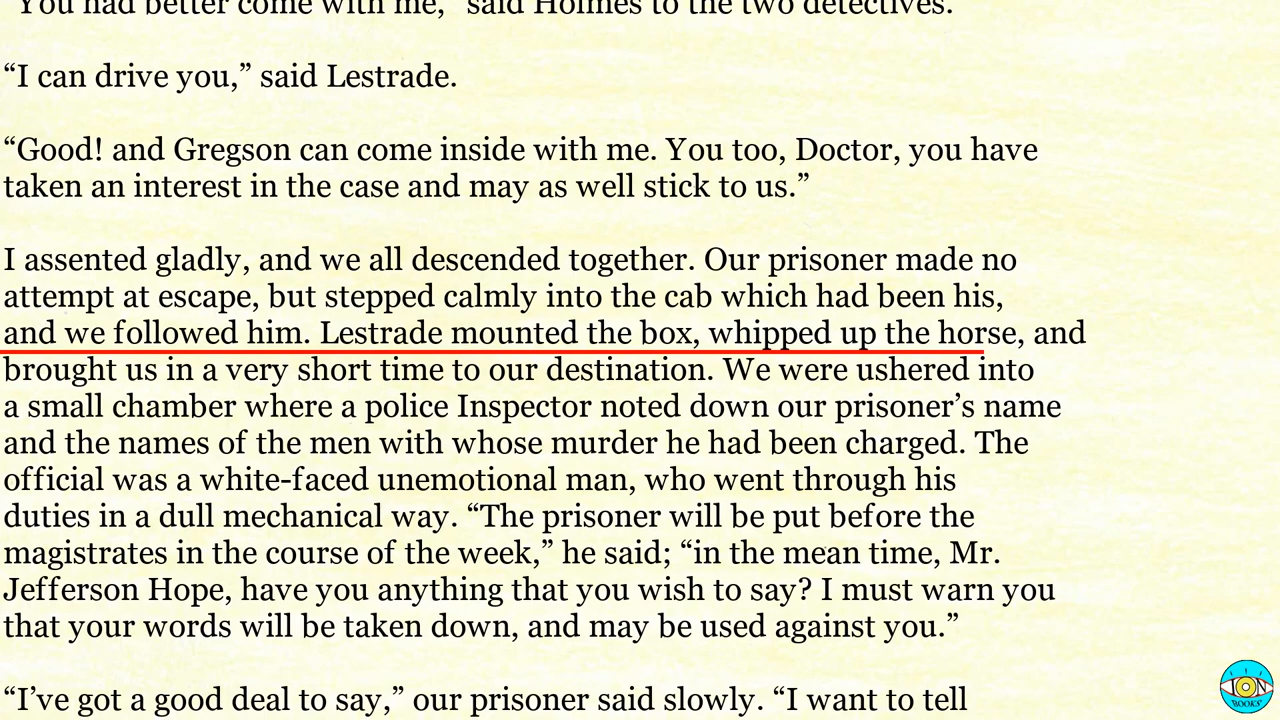 "You had better come with me," said Holmes to the two detectives.
“I can drive you,” said Lestrade.
“Good! and Gregson can come inside with me. You too, Doctor, you have
taken an interest in the case and may as well stick to us.”
I assented gladly, and we all descended together. Our prisoner made no
attempt at escape, but stepped calmly into the cab which had been his,
and we followed him. Lestrade mounted the box, whipped up the horse, and
brought us in a very short time to our destination. We were ushered into
a small chamber where a police Inspector noted down our prisoner’s name
and the names of the men with whose murder he had been charged. The
official was a white-faced unemotional man, who went through his
duties in a dull mechanical way. “The prisoner will be put before the
magistrates in the course of the week,” he said; “in the mean time, Mr.
Jefferson Hope, have you anything that you wish to say? I must warn you
that your words will be taken down, and may be used against you.”
“I’ve got a good deal to say,” our prisoner said slowly. “I want to tell
ION
BOOKS